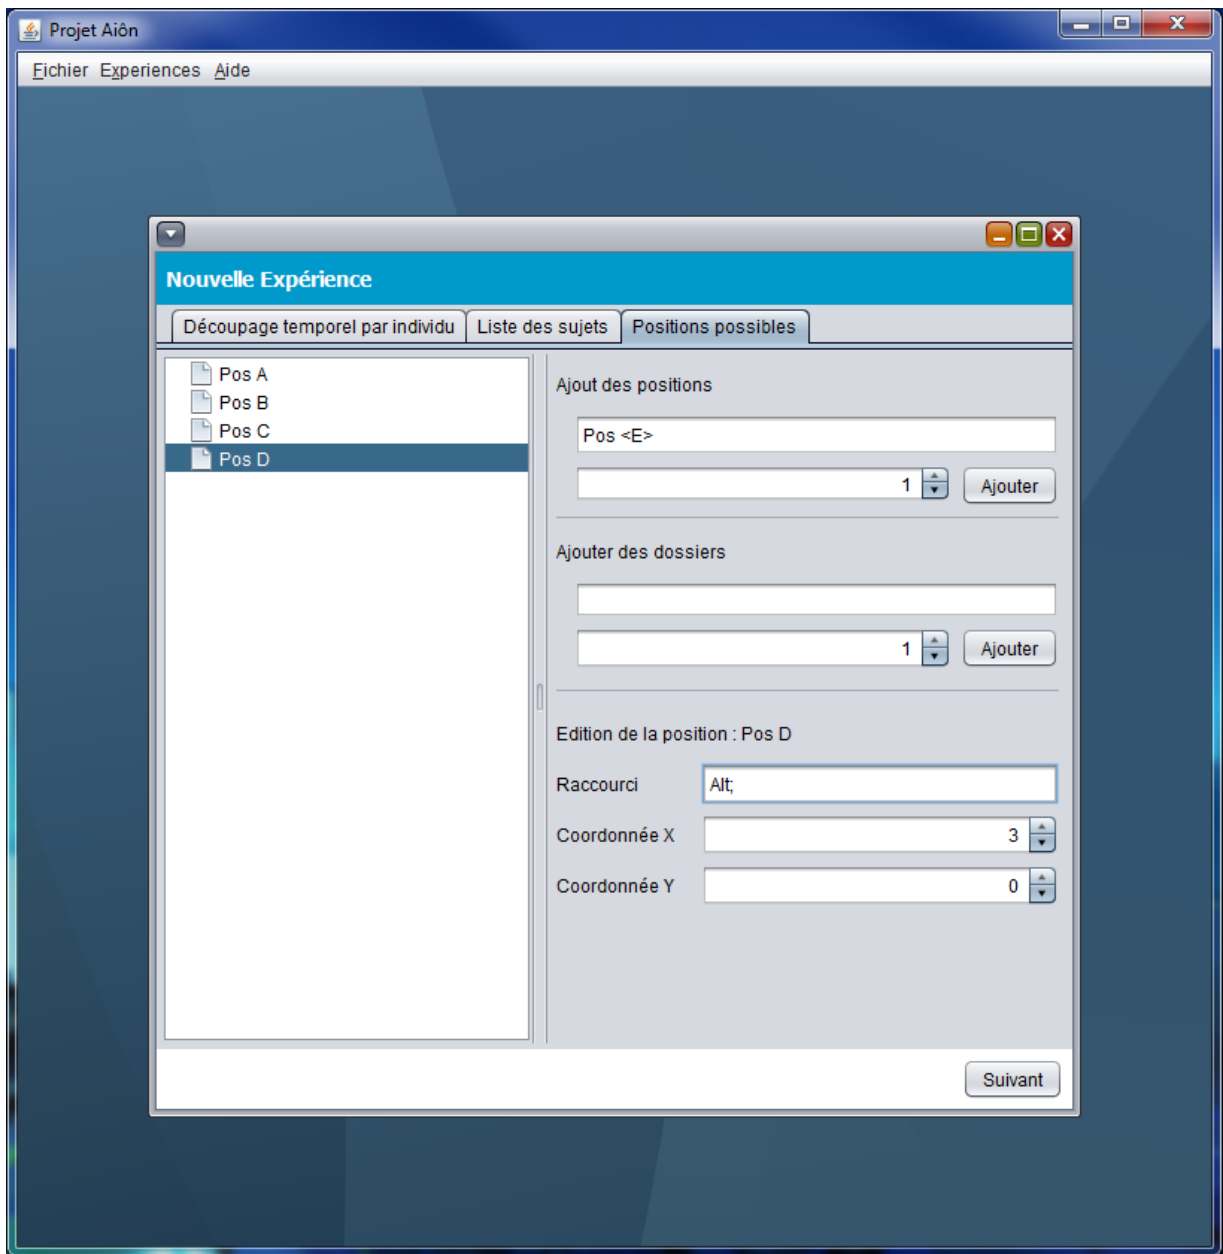 Projet Aiôn
Fichier Experiences Aide
Nouvelle Expérience
Découpage temporel par individu Liste des sujets Positions possibles
Pos A
Pos B
Pos C
Pos D
Ajout des positions
Pos <E>
1 Ajouter
Ajouter des dossiers
1 Ajouter
Edition de la position : Pos D
Raccourci Alt;
Coordonnée X 3
Coordonnée Y 0
Suivant